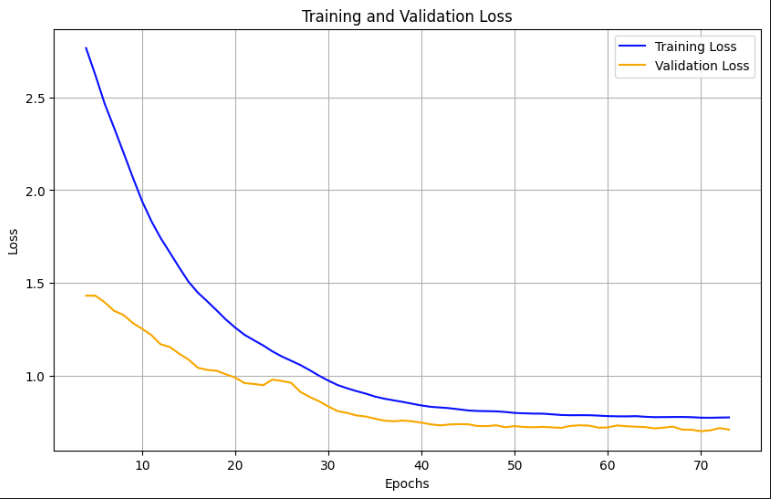 Training and Validation Loss
Training Loss
Validation Loss
2.5
2.0
1.5
1.0
Loss
10 20 30 40 50 60 70
Epochs